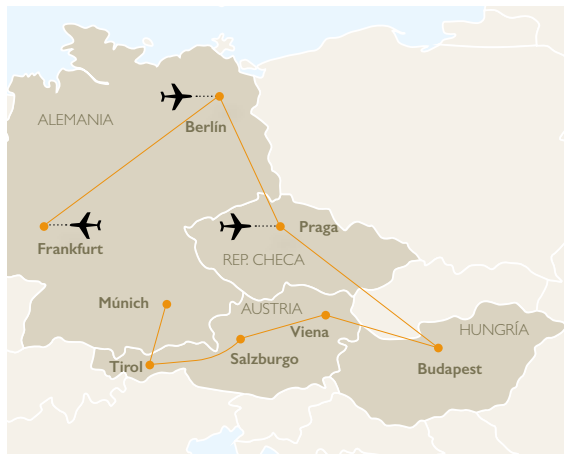 ALEMANIA
Berlín
Frankfurt
Praga
REP. CHECA
Múnich
AUSTRIA
Viena
HUNGRÍA
Tirol
Salzburgo
Budapest